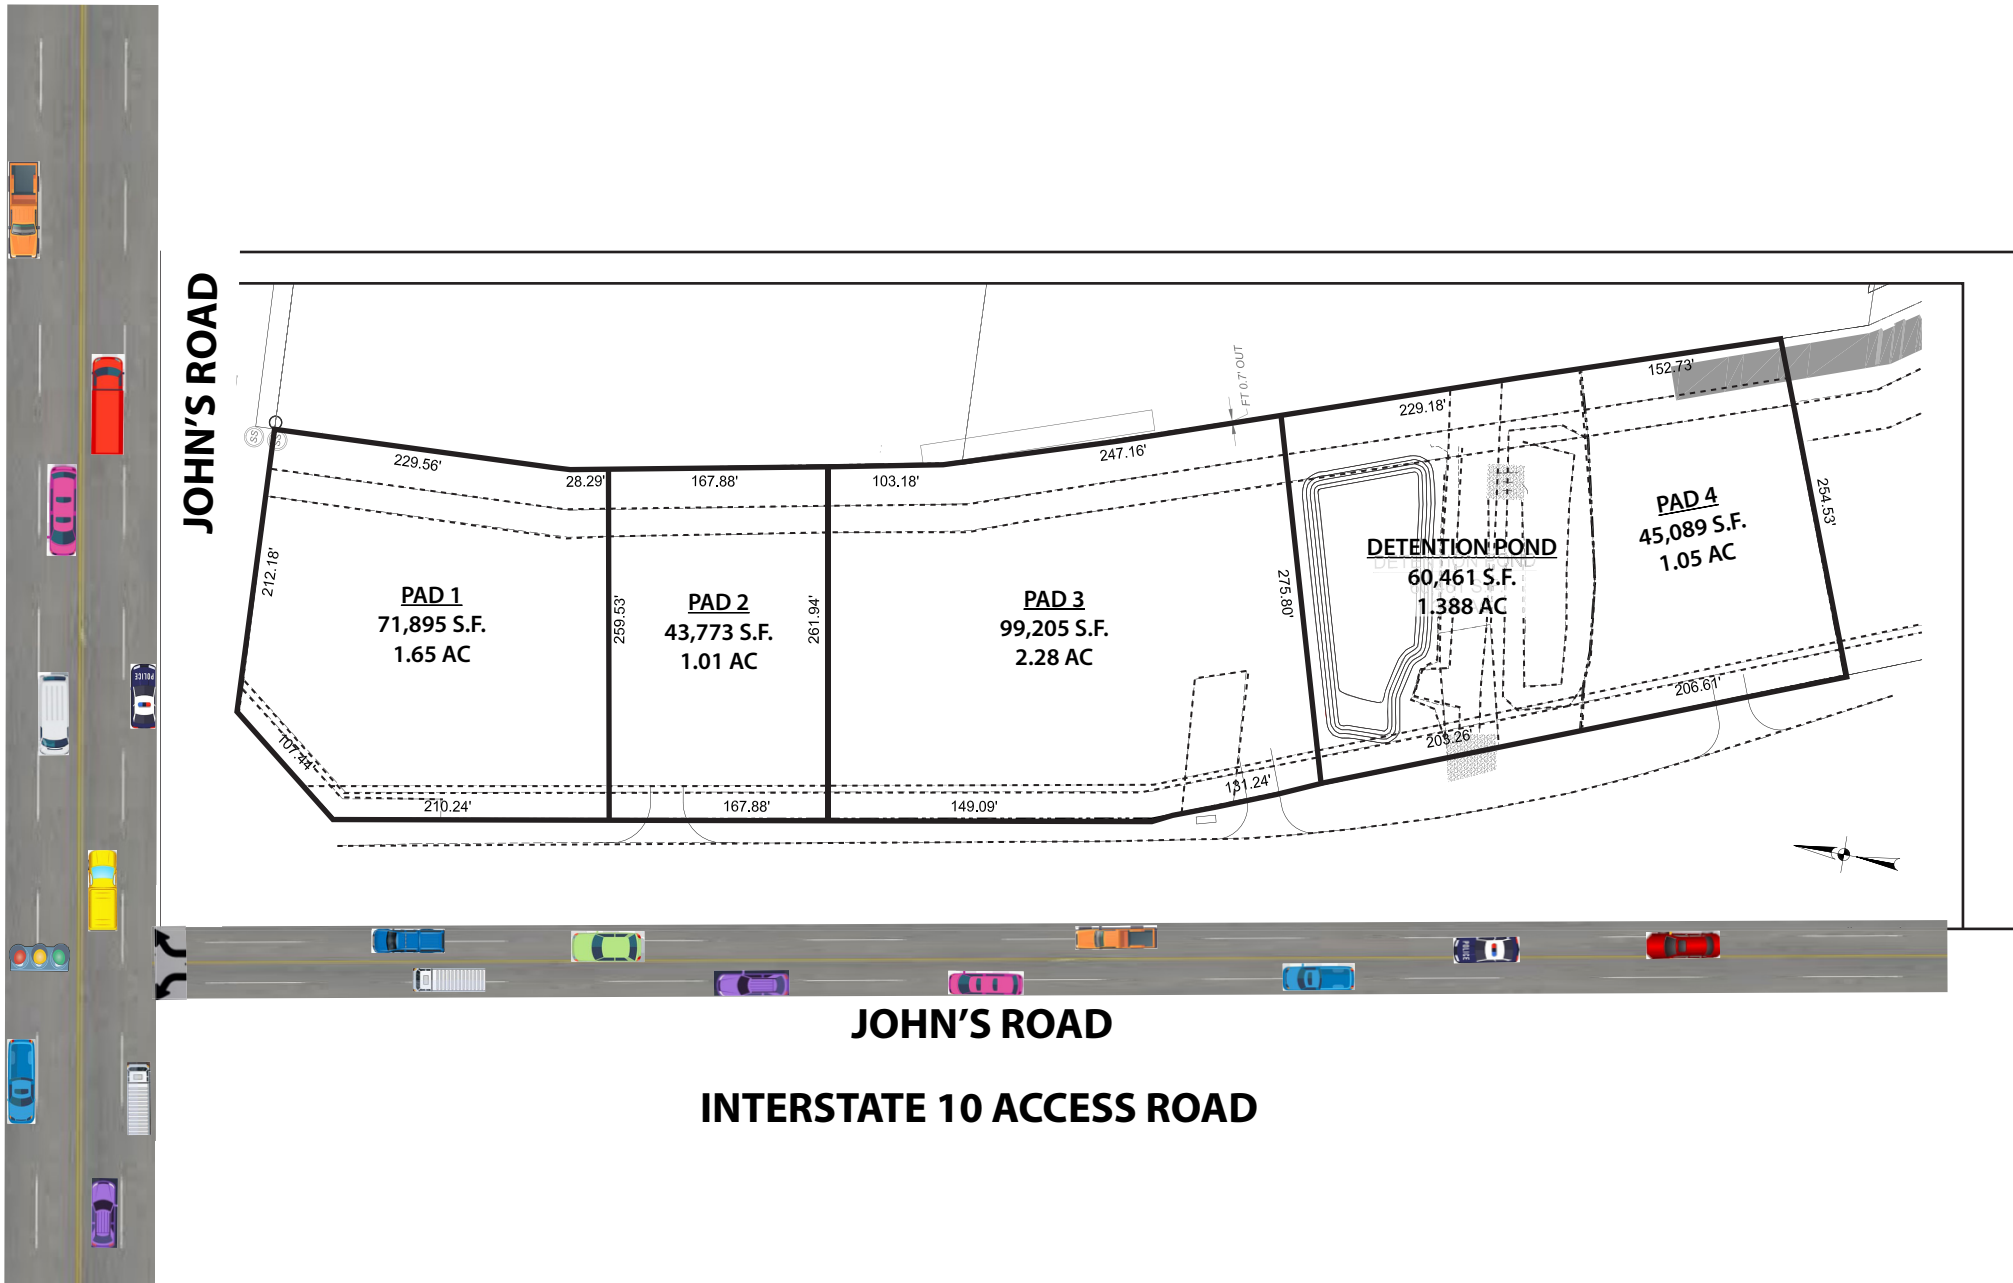 JOHN'S ROAD
FT 0.7' OUT
SS
SS
229.56'
28.29'
167.88'
103.18'
247.16'
229.18'
152.73'
212.18'
259.53'
261.94'
275.80'
254.53'
PAD 1
71,895 S.F.
1.65 AC
PAD 2
43,773 S.F.
1.01 AC
PAD 3
99,205 S.F.
2.28 AC
DETENTION POND
60,461 S.F.
1.388 AC
PAD 4
45,089 S.F.
1.05 AC
107.44'
210.24'
167.88'
149.09'
131.24'
203.26'
206.61'
POLICE
POLICE
JOHN'S ROAD
INTERSTATE 10 ACCESS ROAD